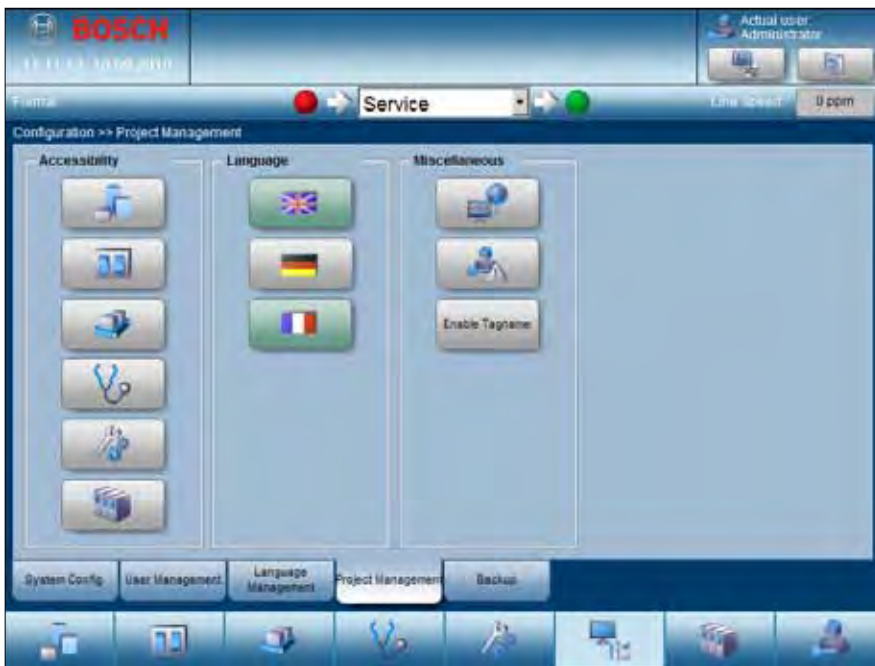 BOSCH
Actual user:
Administrator
Service
Line Speed
0 ppm
Configuration >> Project Management
Accessibility
Language
Miscellaneous
Enable Tagname
System Config.
User Management
Language
Management
Project Managemen
Backup